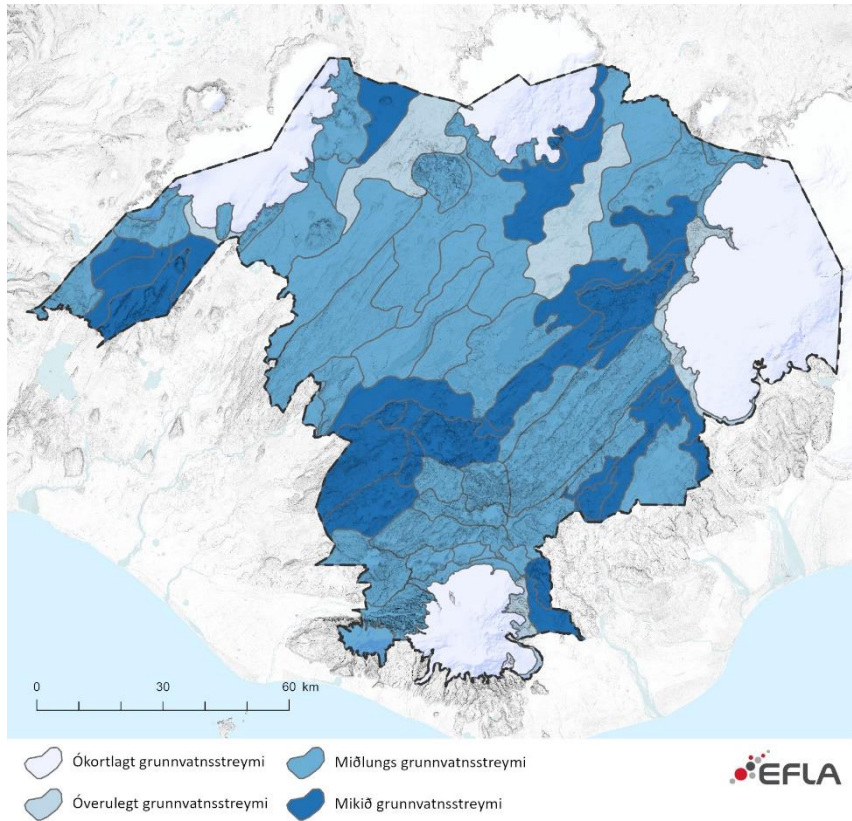 0 30 60 km
Ókortlagt grunnvatnsstreymi
Miðlungs grunnvatnsstreymi
Óverulegt grunnvatnsstreymi
Mikið grunnvatnsstreymi
EFLA